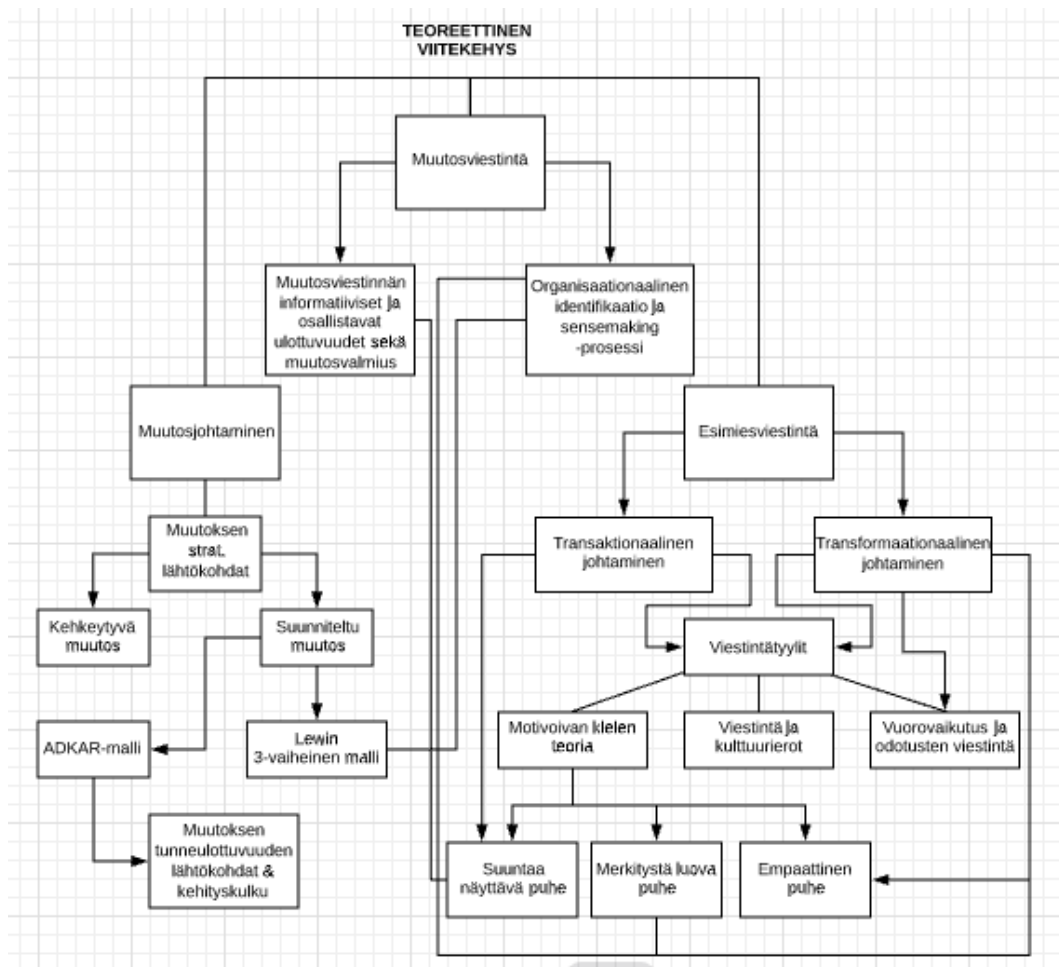 TEOREETTINEN
VIITEKEHYS
Muutosviestintä
Muutosviestinnän
informatiiviset ja
osallistavat
ulottuvuudet sekä
muutosvalmius
Organisaationaalinen
identifikaatio ja
sensemaking
-prosessi
Muutosjohtaminen
Esimiesviestintä
Muutoksen
strat.
lähtökohdat
Transaktionaalinen
johtaminen
Transformaationaalinen
johtaminen
Kehkeytyvä
muutos
Suunniteltu
muutos
Viestintätyylit
ADKAR-malli
Lewin
3-vaiheinen malli
Motivoivan kielen
teoria
Viestintä ja
kulttuurierot
Vuorovaikutus ja
odotusten viestintä
Muutoksen
tunneulottuvuuden
lähtökohdat &
kehityskulku
Suuntaa
näyttävä puhe
Merkitystä luova
puhe
Empaattinen
puhe